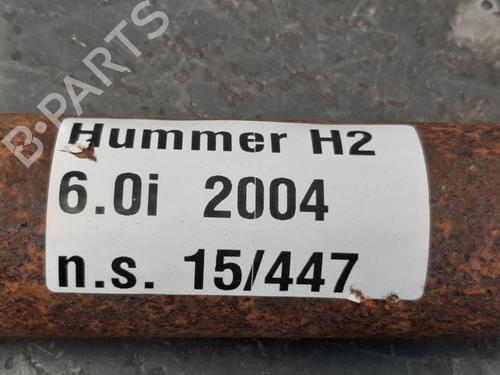 B-PARTS
Hummer H2
6.0i 2004
n.s. 15/447